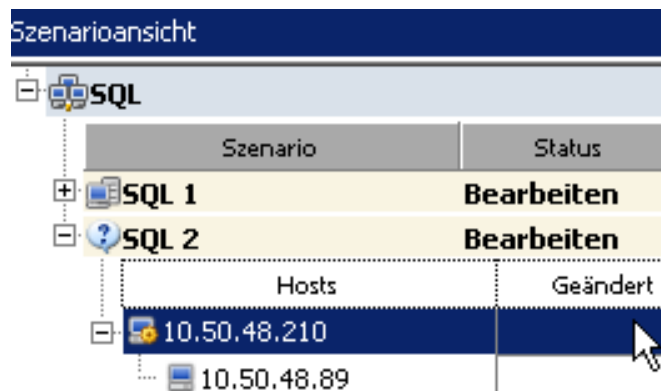 Szenarioansicht
SQL
Szenario Status
SQL 1 Bearbeiten
SQL 2 Bearbeiten
Hosts Geändert
10.50.48.210
10.50.48.89